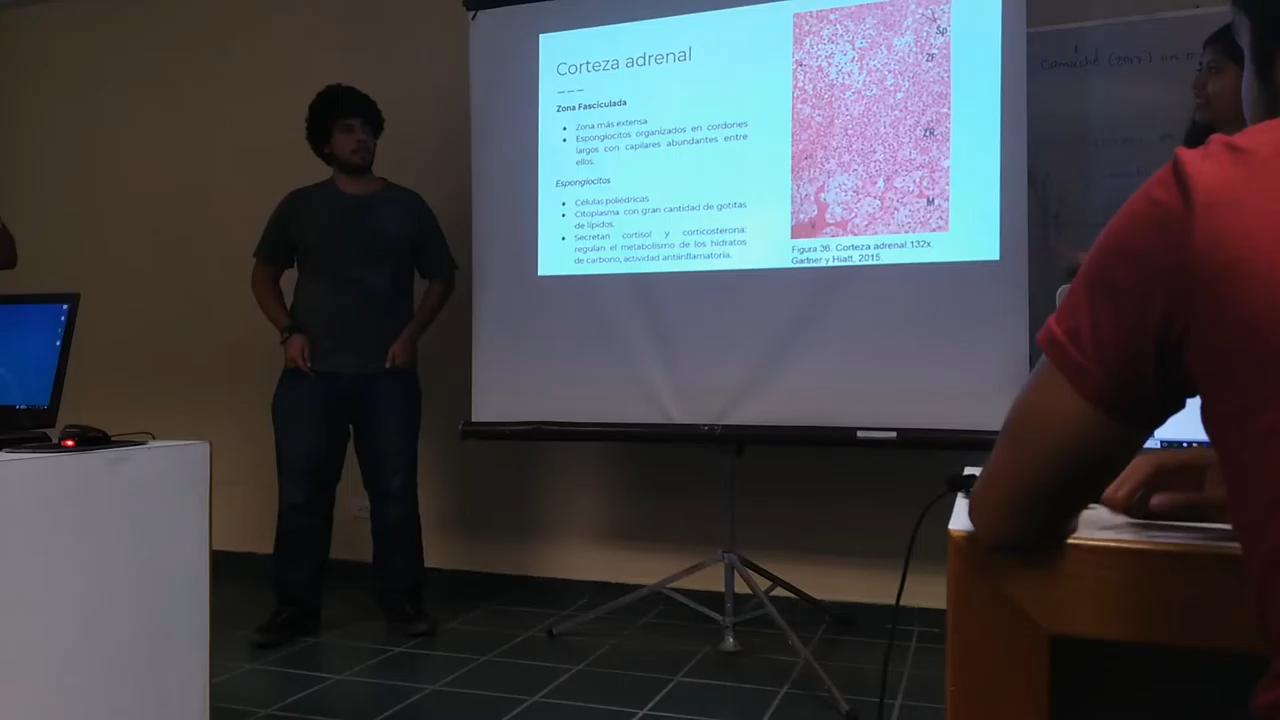 Corteza adrenal
Zona Fasciculada
Zona más extensa
Espongiocitos organizados en cordones
largos con capilares abundantes entre
ellos.
Espongiocitos
Células poliédricas
Citoplasma con gran cantidad de gotitas
de lípidos.
Secretan cortisol y corticosterona:
regulan el metabolismo de los hidratos
de carbono, actividad antiinflamatoria.
Sp
ZF
ZR
M
Figura 36. Corteza adrenal 132x.
Gartner y Hiatt, 2015.